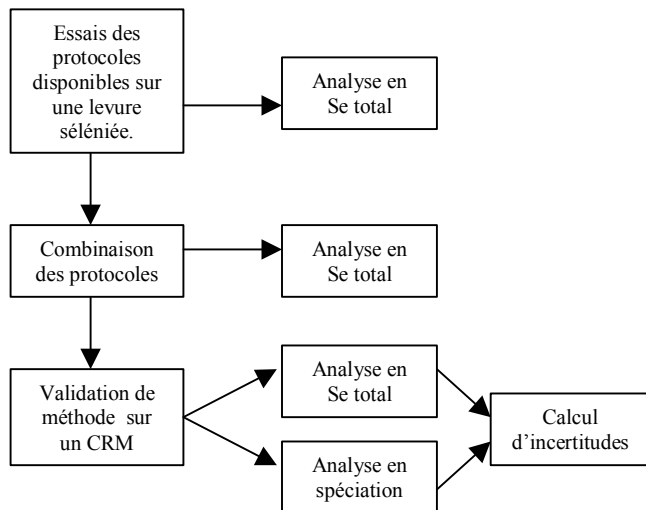 Essais des
protocoles
disponibles sur
une levure
séléniée.
Analyse en
Se total
Combinaison
des protocoles
Analyse en
Se total
Validation de
méthode sur
un CRM
Analyse en
Se total
Analyse en
spéciation
Calcul
d’incertitudes